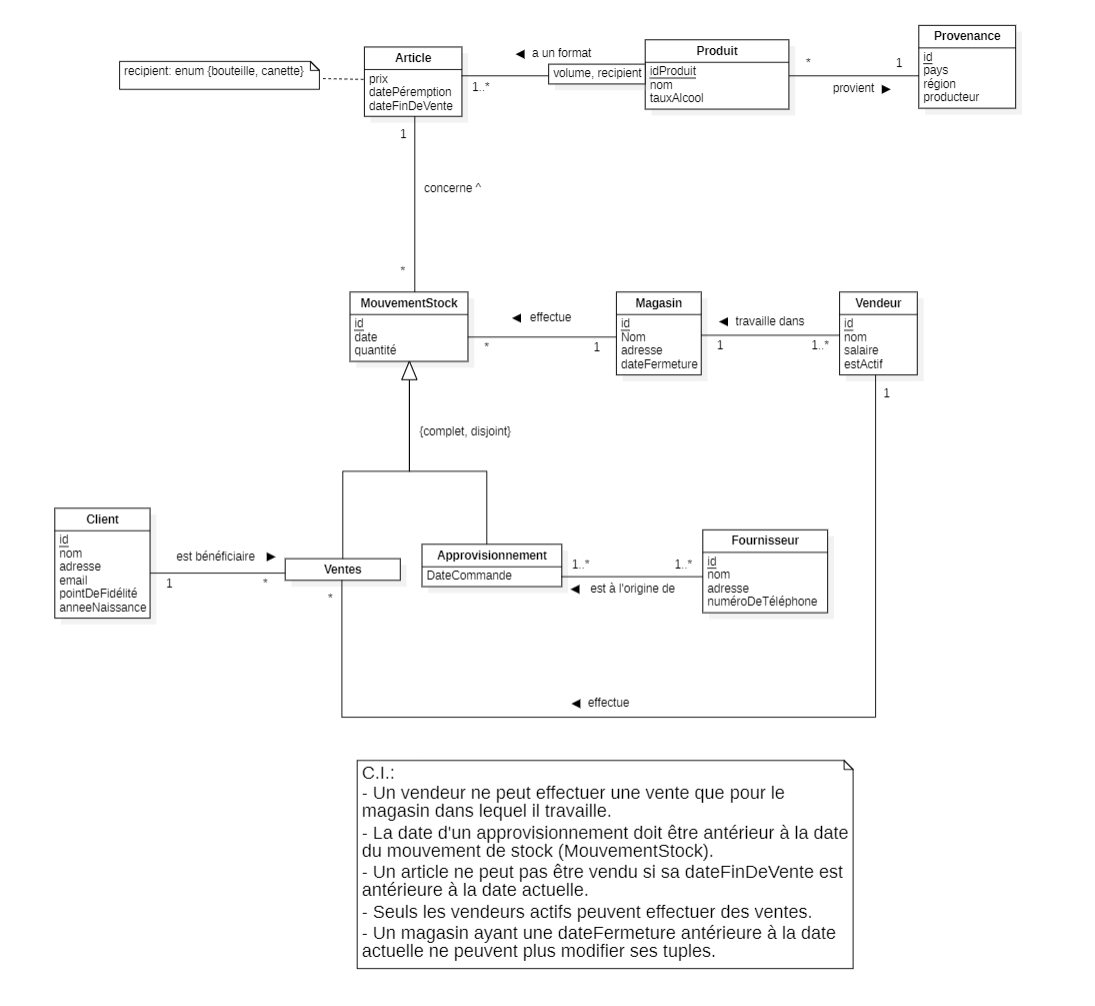 Provenance
id
pays
région
producteur
Produit
idProduit
nom
tauxAlcool
Article
prix
datePéremption
dateFinDeVente
recipient: enum {bouteille, canette}
◄ a un format
volume, recipient
1..*
*
1
provient ►
1
concerne ^
*
MouvementStock
id
date
quantité
◄ effectue
*
1
Magasin
id
Nom
adresse
dateFermeture
◄ travaille dans
1
1..*
Vendeur
id
nom
salaire
estActif
1
{complet, disjoint}
Client
id
nom
adresse
email
pointDeFidélité
anneeNaissance
est bénéficiaire ►
1
*
Ventes
*
Approvisionnement
DateCommande
1..*
1..*
◄ est à l'origine de
Fournisseur
id
nom
adresse
numéroDeTéléphone
◄ effectue
C.I.:
- Un vendeur ne peut effectuer une vente que pour le
magasin dans lequel il travaille.
- La date d'un approvisionnement doit être antérieur à la date
du mouvement de stock (MouvementStock).
- Un article ne peut pas être vendu si sa dateFinDeVente est
antérieure à la date actuelle.
- Seuls les vendeurs actifs peuvent effectuer des ventes.
- Un magasin ayant une dateFermeture antérieure à la date
actuelle ne peuvent plus modifier ses tuples.